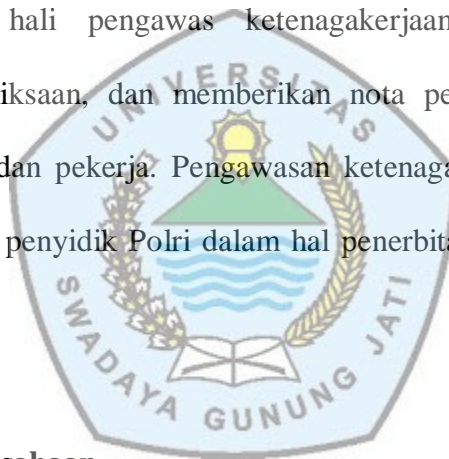 hali pengawas ketenagakerjaan
iksaan, dan memberikan nota pe
dan pekerja. Pengawasan ketenaga
penyidik Polri dalam hal penerbita
UNIVERSITAS
SWADAYA GUNUNG JATI